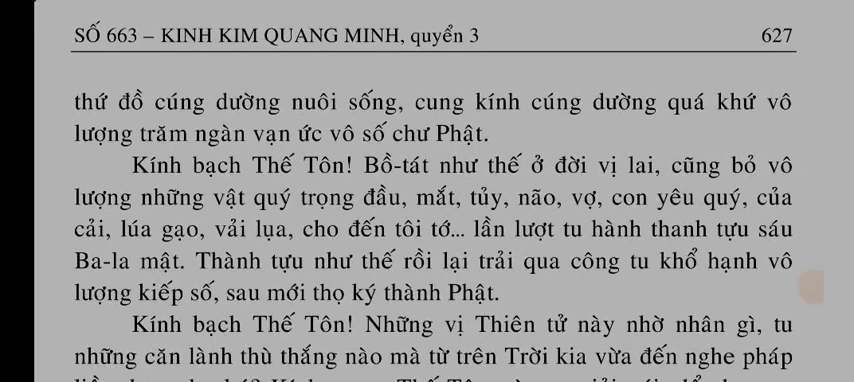 SỐ 663 – KINH KIM QUANG MINH, quyển 3 627
thứ đồ cúng dường nuôi sống, cung kính cúng dường quá khứ vô
lượng trăm ngàn vạn ức vô số chư Phật.
Kính bạch Thế Tôn! Bồ-tát như thế ở đời vị lai, cũng bỏ vô
lượng những vật quý trọng đầu, mắt, tủy, não, vợ, con yêu quý, của
cải, lúa gạo, vải lụa, cho đến tôi tớ... lần lượt tu hành thanh tựu sáu
Ba-la mật. Thành tựu như thế rồi lại trải qua công tu khổ hạnh vô
lượng kiếp số, sau mới thọ ký thành Phật.
Kính bạch Thế Tôn! Những vị Thiên tử này nhờ nhân gì, tu
những căn lành thù thắng nào mà từ trên Trời kia vừa đến nghe pháp